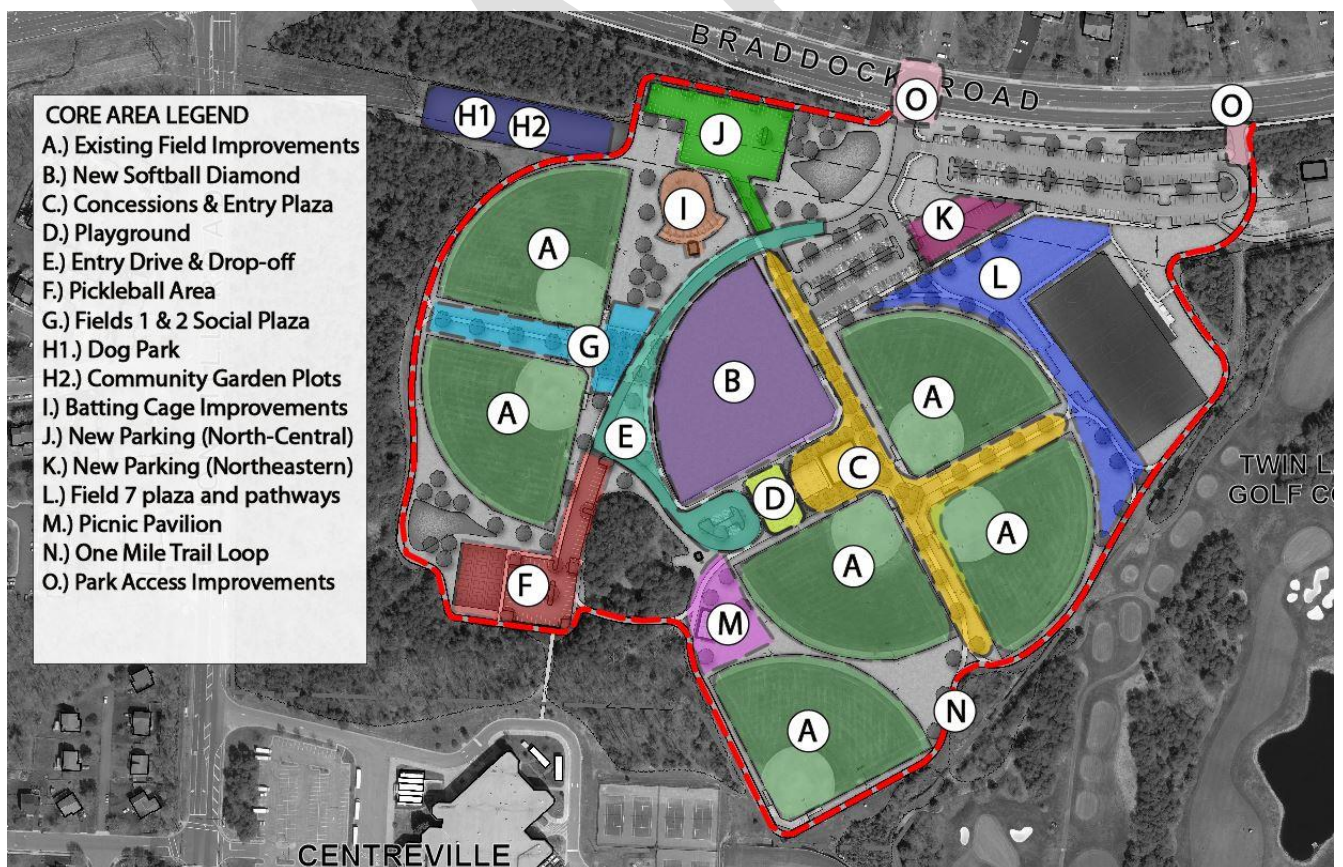 BRADDOCK ROAD
CORE AREA LEGEND
A.) Existing Field Improvements
B.) New Softball Diamond
C.) Concessions & Entry Plaza
D.) Playground
E.) Entry Drive & Drop-off
F.) Pickleball Area
G.) Fields 1 & 2 Social Plaza
H1.) Dog Park
H2.) Community Garden Plots
I.) Batting Cage Improvements
J.) New Parking (North-Central)
K.) New Parking (Northeastern)
L.) Field 7 plaza and pathways
M.) Picnic Pavilion
N.) One Mile Trail Loop
O.) Park Access Improvements
O
O
H1
H2
J
I
K
A
L
G
B
A
A
E
C
D
A
A
F
M
N
A
TWIN L
GOLF CO
CENTREVILLE